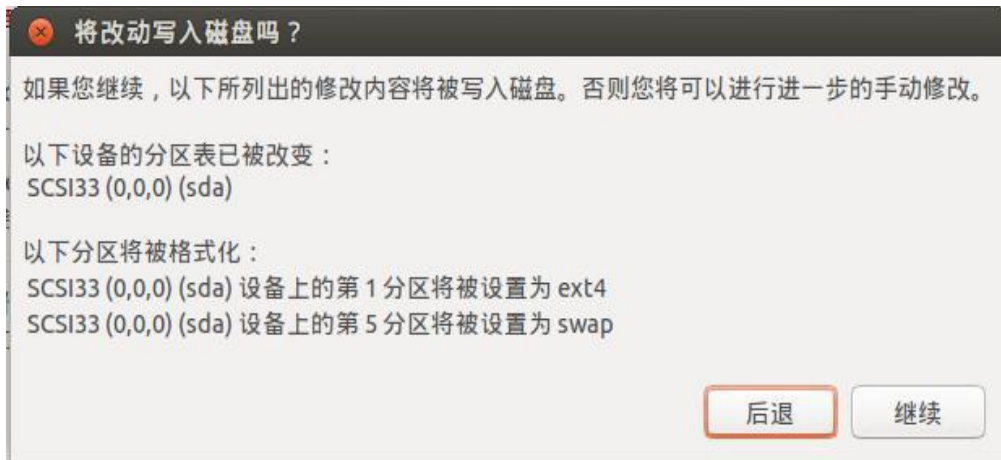 将改动写入磁盘吗？
如果您继续，以下所列出的修改内容将被写入磁盘。否则您将可以进行进一步的手动修改。
以下设备的分区表已被改变：
SCSI33 (0,0,0) (sda)
以下分区将被格式化：
SCSI33 (0,0,0) (sda) 设备上的第 1 分区将被设置为 ext4
SCSI33 (0,0,0) (sda) 设备上的第 5 分区将被设置为 swap
后退 继续